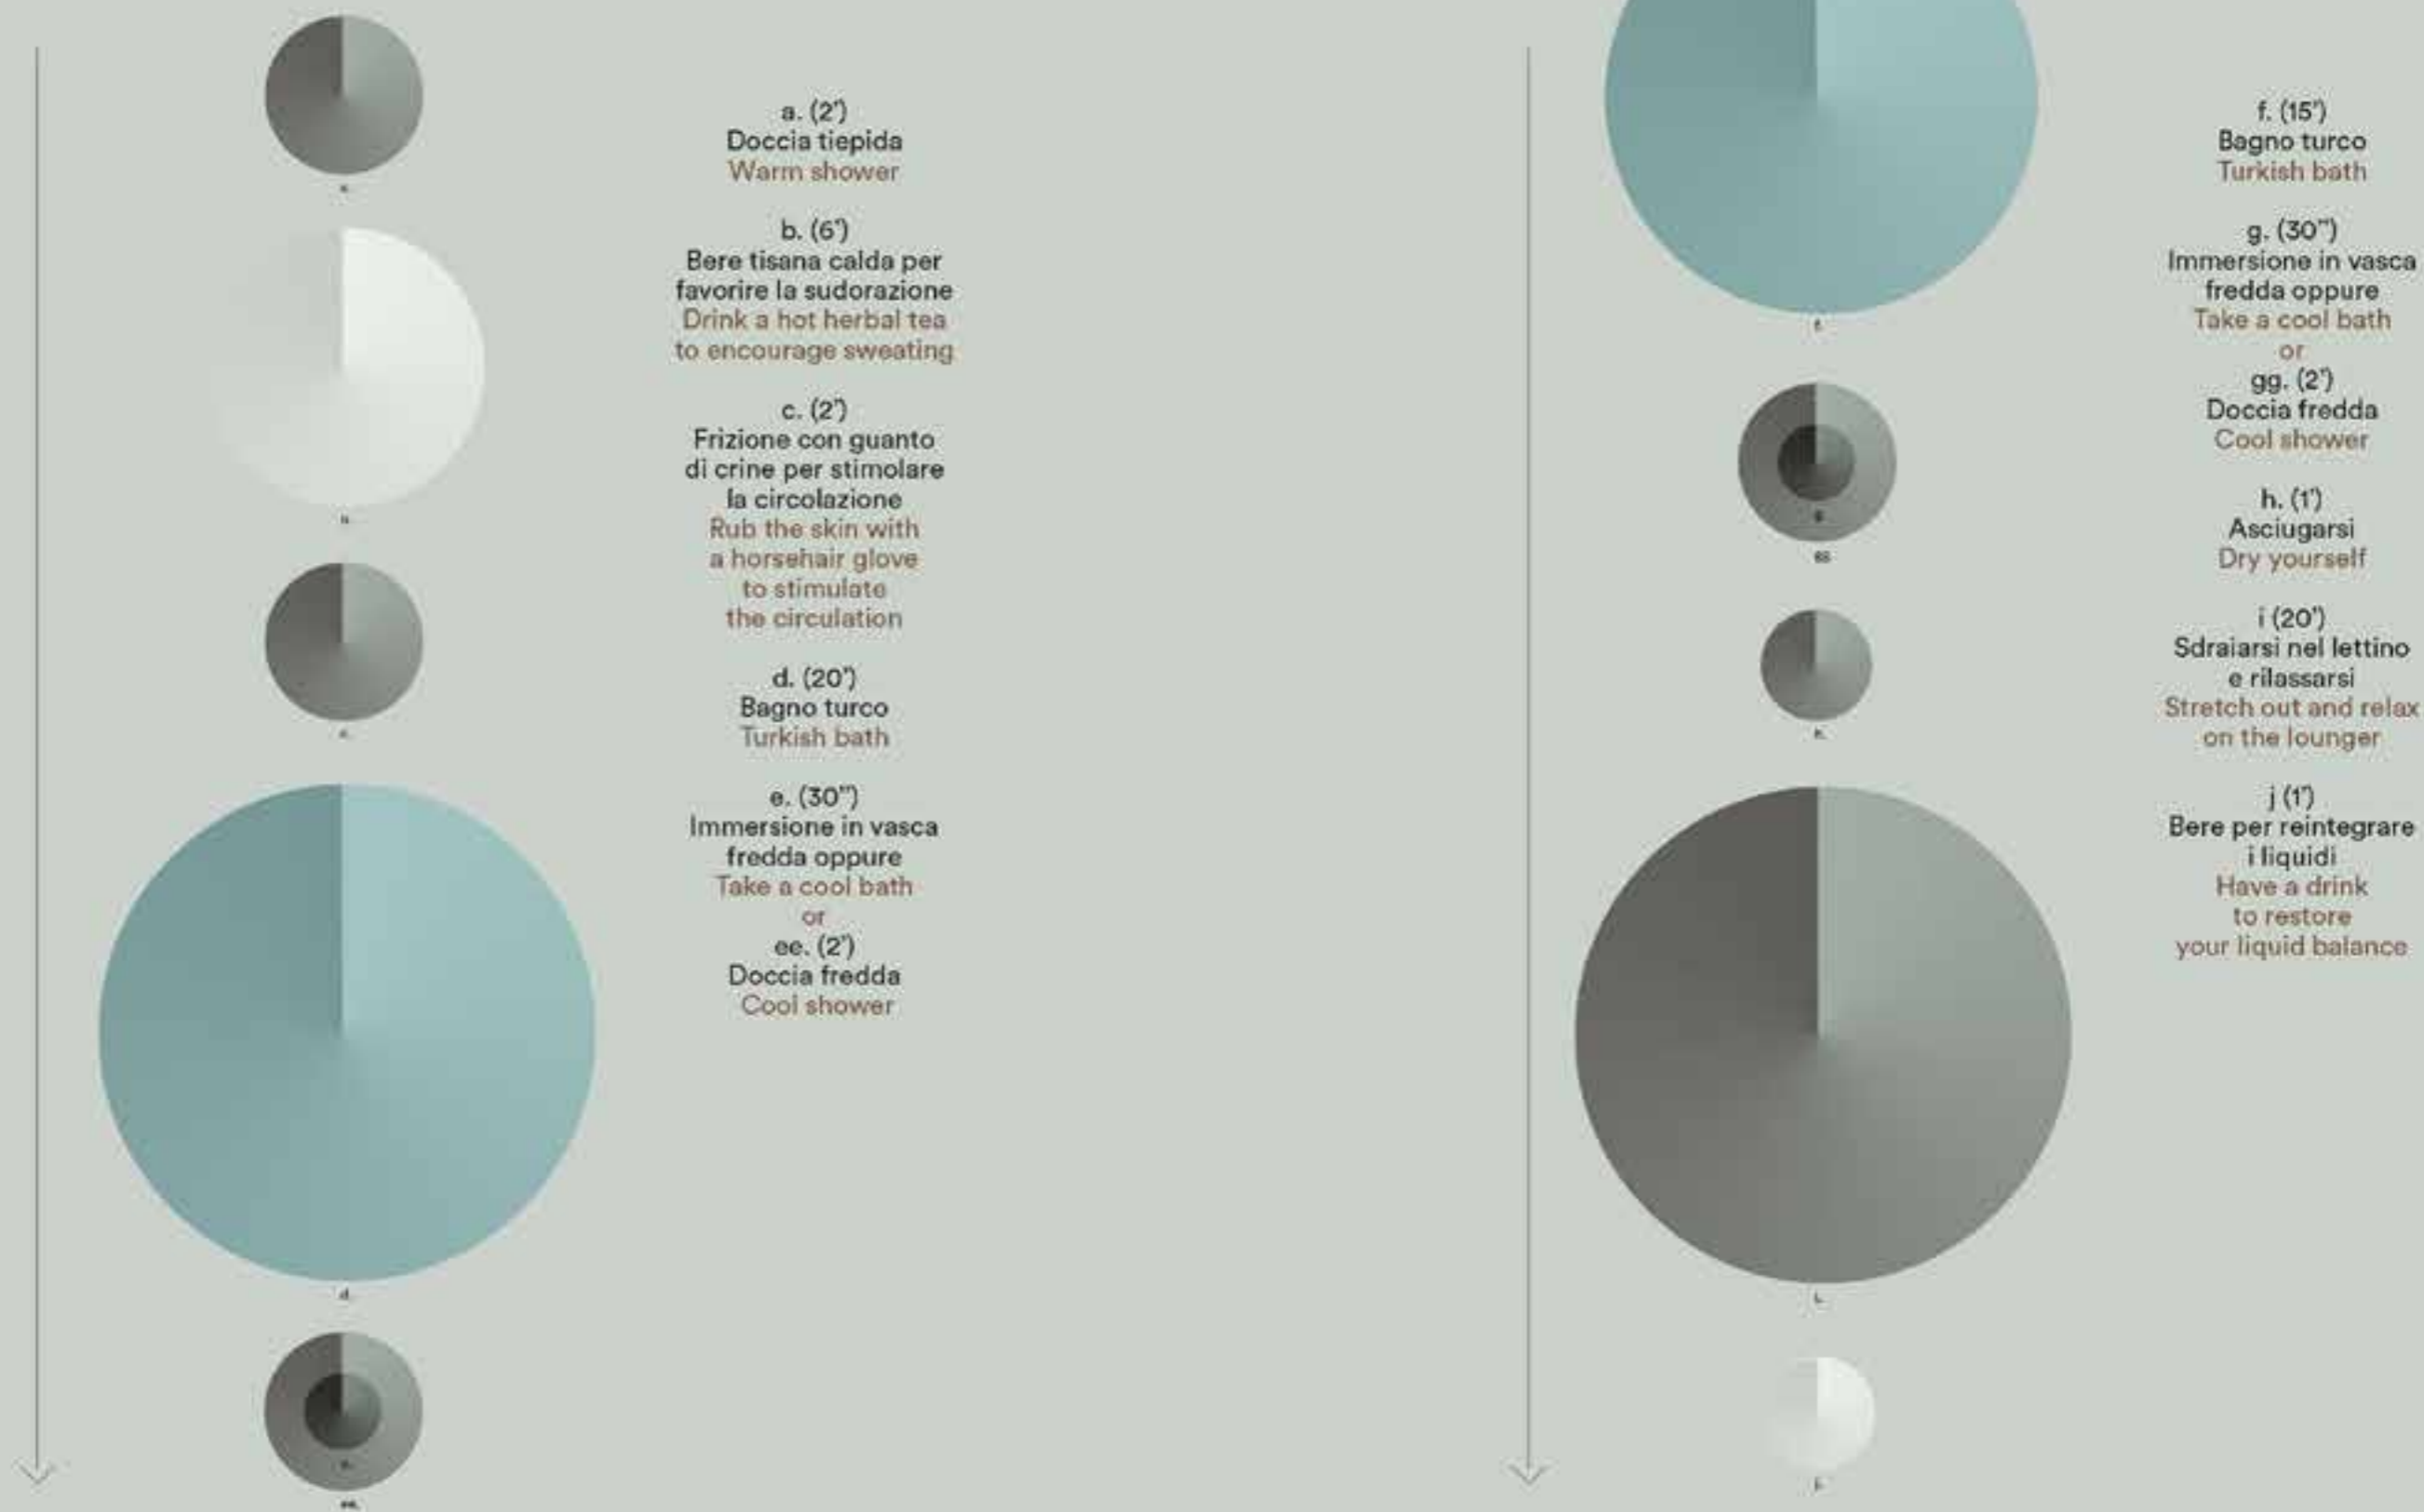 a. (2')
Doccia tiepida
Warm shower
b. (6')
Bere tisana calda per
favorire la sudorazione
Drink a hot herbal tea
to encourage sweating
c. (2')
Frizione con guanto
di crine per stimolare
la circolazione
Rub the skin with
a horsehair glove
to stimulate
the circulation
d. (20')
Bagno turco
Turkish bath
e. (30")
Immersione in vasca
fredda oppure
Take a cool bath
or
ee. (2')
Doccia fredda
Cool shower
d.
f. (15')
Bagno turco
Turkish bath
g. (30")
Immersione in vasca
fredda oppure
Take a cool bath
or
gg. (2')
Doccia fredda
Cool shower
h. (1')
Asciugarsi
Dry yourself
i (20')
Sdraiarsi nel lettino
e rilassarsi
Stretch out and relax
on the lounger
j (1')
Bere per reintegrare
i liquidi
Have a drink
to restore
your liquid balance